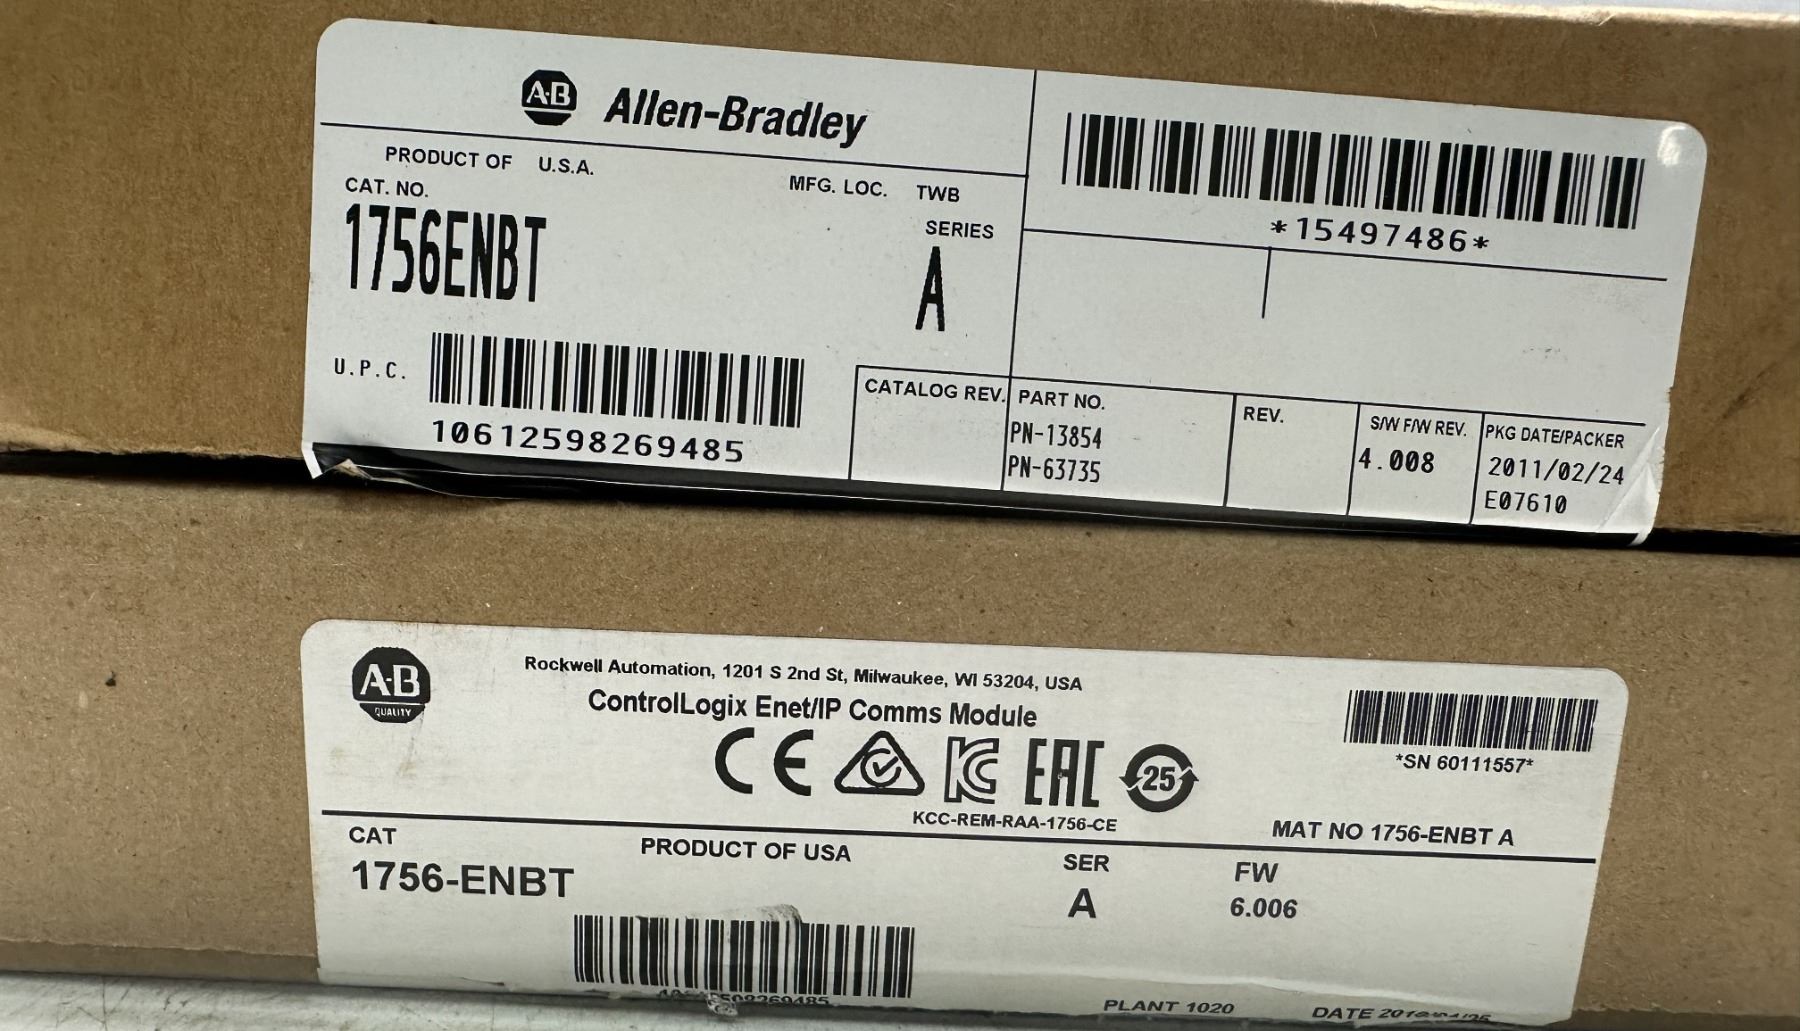 A·B Allen-Bradley
PRODUCT OF U.S.A.
MFG. LOC. TWB
CAT. NO.
1756ENBT
SERIES
A
U.P.C.
10612598269485
*15497486*
CATALOG REV.
PART NO.
PN-13854
PN-63735
REV.
S/W F/W REV.
4.008
PKG DATE/PACKER
2011/02/24
E07610
A·B
QUALITY
Rockwell Automation, 1201 S 2nd St, Milwaukee, WI 53204, USA
ControlLogix Enet/IP Comms Module
CE KC EAC 25
KCC-REM-RAA-1756-CE
*SN 60111557*
MAT NO 1756-ENBT A
CAT
1756-ENBT
PRODUCT OF USA
SER
A
FW
6.006
PLANT 1020
DATE